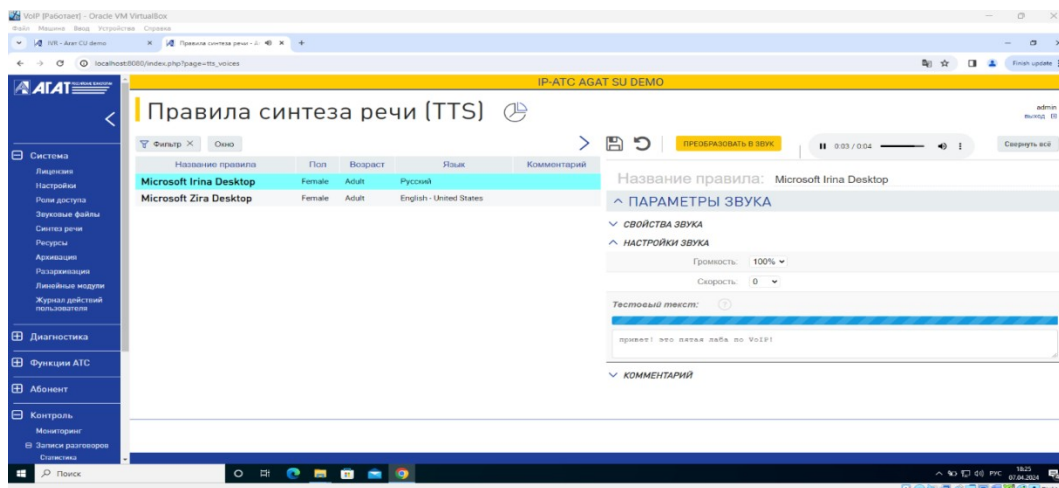 VoIP [Работает] - Oracle VM VirtualBox
Файл Машина Ввод Устройства Справка
IVR - Агат CU demo
Правила синтеза речи - A
localhost:8080/index.php?page=tts_voices
Finish update
АГАТ
IP-ATC AGAT SU DEMO
Правила синтеза речи (TTS)
admin
выход
Фильтр
Окно
ПРЕОБРАЗОВАТЬ В ЗВУК
0:03 / 0:04
Свернуть всё
Название правила Пол Возраст Язык Комментарий
Microsoft Irina Desktop Female Adult Русский
Microsoft Zira Desktop Female Adult English - United States
Название правила: Microsoft Irina Desktop
ПАРАМЕТРЫ ЗВУКА
СВОЙСТВА ЗВУКА
НАСТРОЙКИ ЗВУКА
Громкость: 100%
Скорость: 0
Тестовый текст:
привет! это пятая лаба по VoIP!
КОММЕНТАРИЙ
Система
Лицензия
Настройки
Роли доступа
Звуковые файлы
Синтез речи
Ресурсы
Архивация
Разархивация
Линейные модули
Журнал действий
пользователя
Диагностика
Функции АТС
Абонент
Контроль
Мониторинг
Записи разговоров
Статистика
Поиск
РУС
18:25
07.04.2024